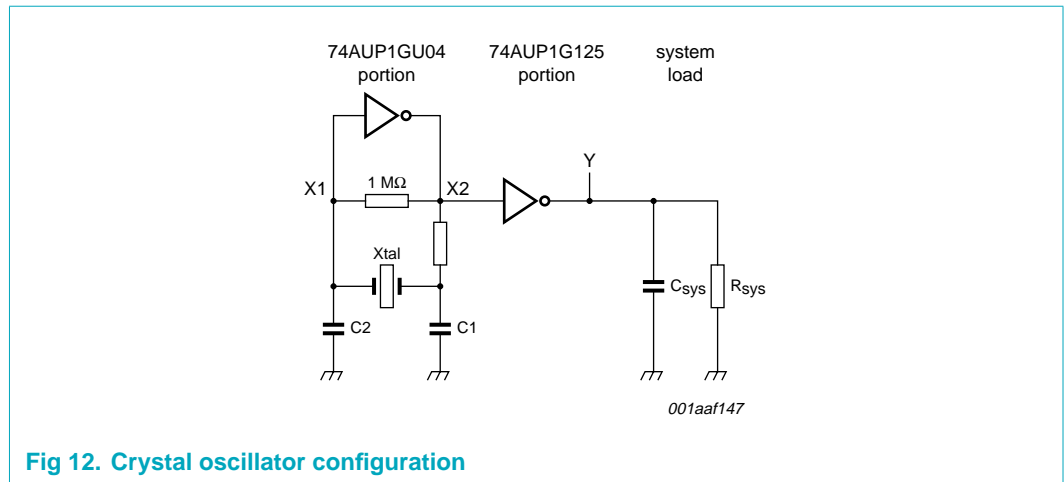 74AUP1GU04 74AUP1G125 system
portion portion load
Y
X1 1 MΩ X2
Xtal
Csys Rsys
C2 C1
001aaf147
Fig 12. Crystal oscillator configuration